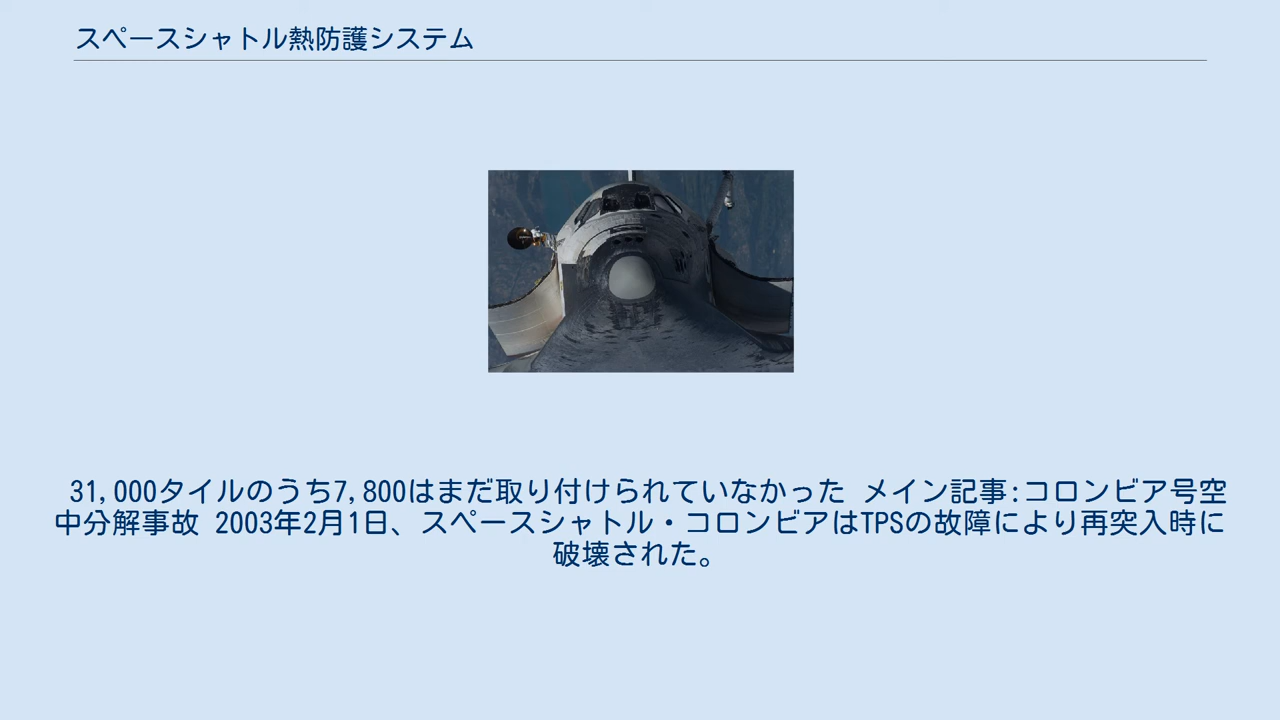 スペースシャトル熱防護システム
31,000タイルのうち7,800はまだ取り付けられていなかった メイン記事:コロンビア号空
中分解事故 2003年2月1日、スペースシャトル・コロンビアはTPSの故障により再突入時に
破壊された。